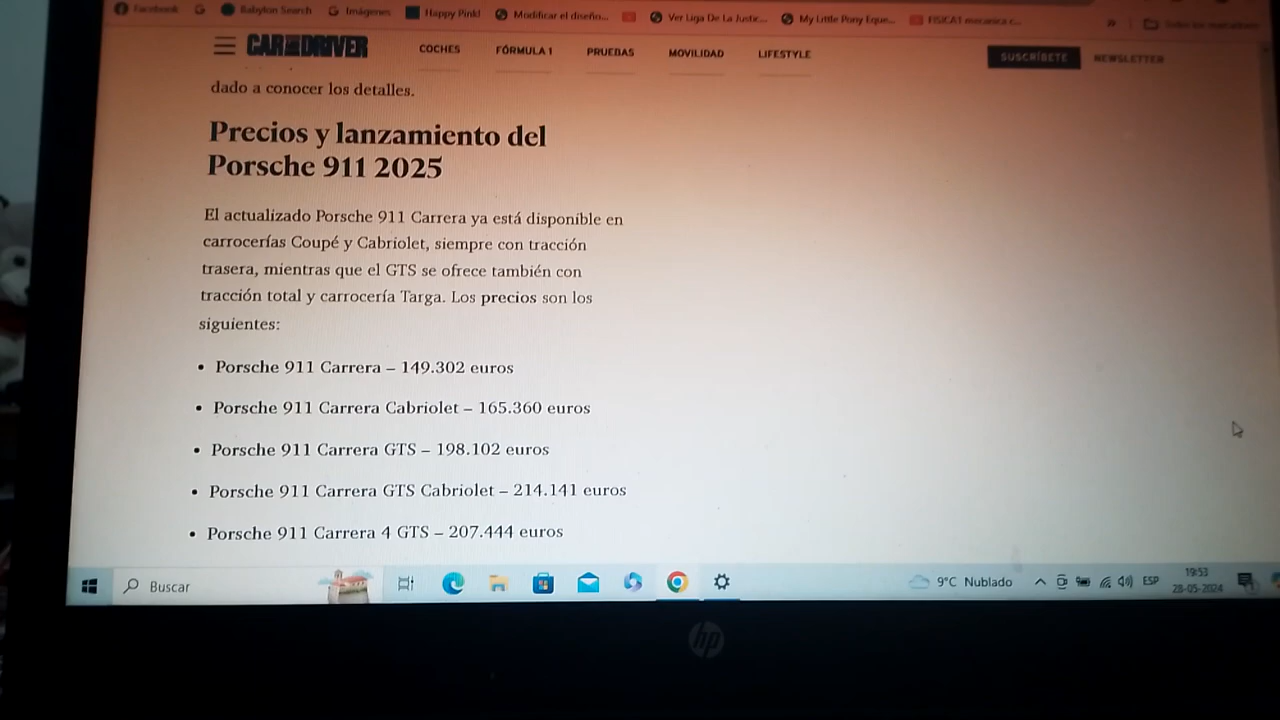 Facebook
Babylon Search
Imágenes
Happy Pink!
Modificar el diseño...
Ver Liga De La Justic...
My Little Pony Eque...
FISICA1 mecanica c...
»
Todos los marcadores
CAR AND DRIVER
COCHES
FÓRMULA 1
PRUEBAS
MOVILIDAD
LIFESTYLE
SUSCRÍBETE
NEWSLETTER
dado a conocer los detalles.
Precios y lanzamiento del
Porsche 911 2025
El actualizado Porsche 911 Carrera ya está disponible en
carrocerías Coupé y Cabriolet, siempre con tracción
trasera, mientras que el GTS se ofrece también con
tracción total y carrocería Targa. Los precios son los
siguientes:
• Porsche 911 Carrera – 149.302 euros
• Porsche 911 Carrera Cabriolet – 165.360 euros
• Porsche 911 Carrera GTS – 198.102 euros
• Porsche 911 Carrera GTS Cabriolet – 214.141 euros
• Porsche 911 Carrera 4 GTS – 207.444 euros
Buscar
9°C Nublado
ESP
19:53
28-05-2024
hp